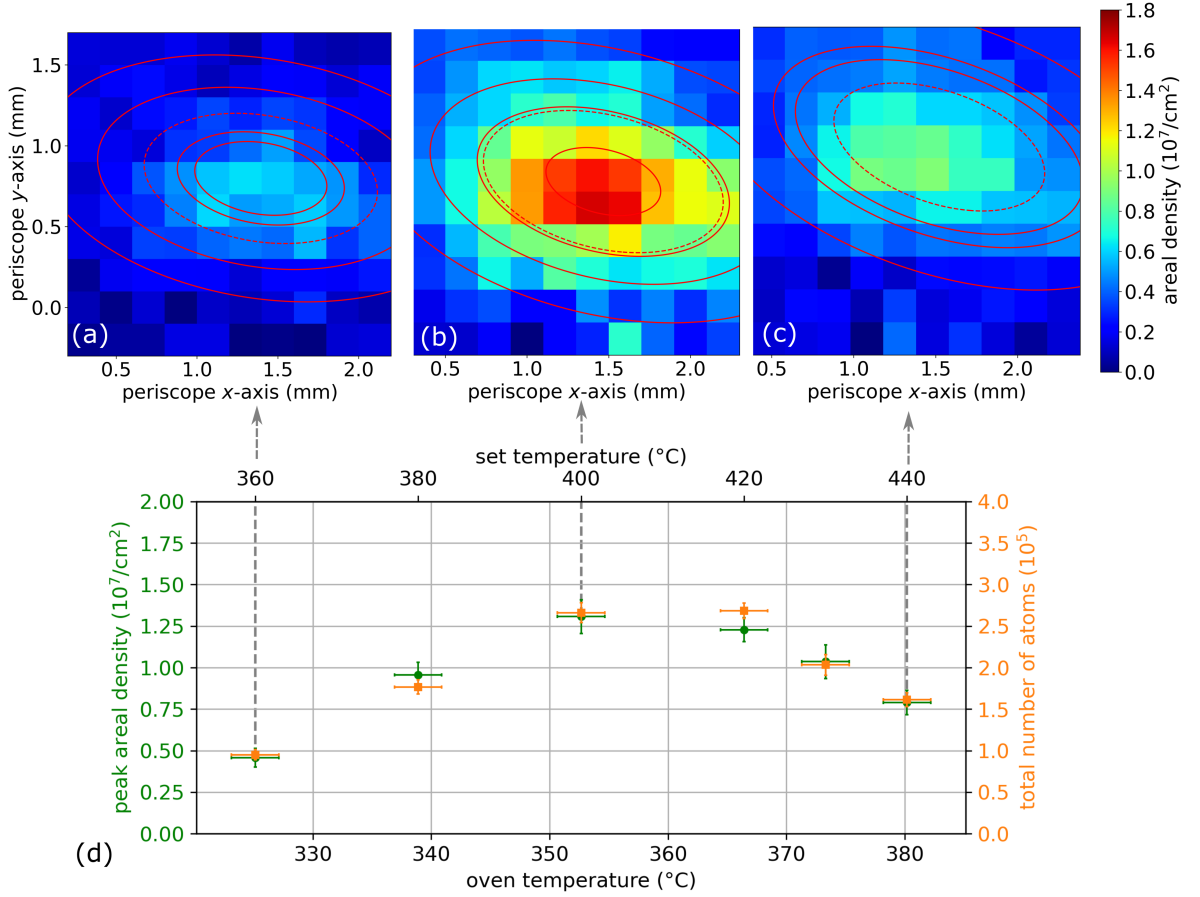 1.5
1.0
0.5
0.0
periscope y-axis (mm)
(a)
0.5 1.0 1.5 2.0
periscope x-axis (mm)
(b)
0.5 1.0 1.5 2.0
periscope x-axis (mm)
(c)
0.5 1.0 1.5 2.0
periscope x-axis (mm)
1.8
1.6
1.4
1.2
1.0
0.8
0.6
0.4
0.2
0.0
areal density (10⁷/cm²)
set temperature (°C)
360 380 400 420 440
2.00
1.75
1.50
1.25
1.00
0.75
0.50
0.25
0.00
peak areal density (10⁷/cm²)
4.0
3.5
3.0
2.5
2.0
1.5
1.0
0.5
0.0
total number of atoms (10⁵)
330 340 350 360 370 380
(d)
oven temperature (°C)